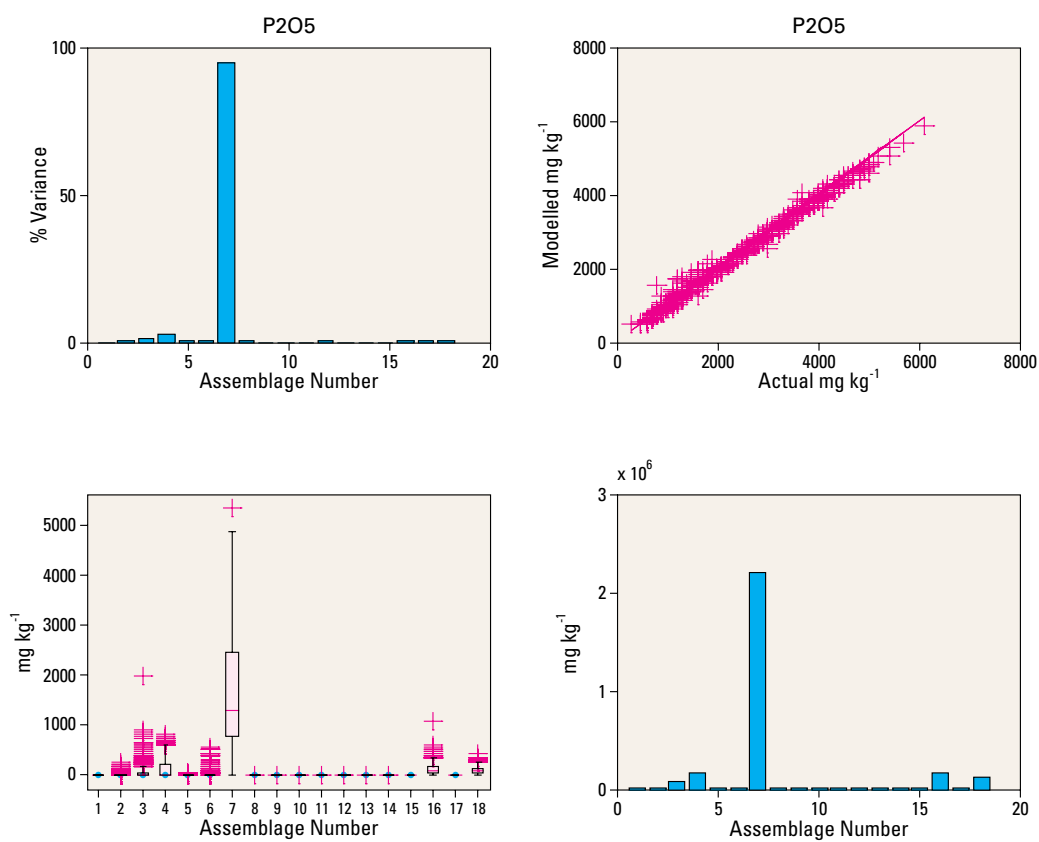 P2O5
100
50
0
% Variance
0 5 10 15 20
Assemblage Number
P2O5
8000
6000
4000
2000
0
Modelled mg kg-1
0 2000 4000 6000 8000
Actual mg kg-1
5000
4000
3000
2000
1000
0
mg kg-1
1 2 3 4 5 6 7 8 9 10 11 12 13 14 15 16 17 18
Assemblage Number
x 10^6
3
2
1
0
mg kg-1
0 5 10 15 20
Assemblage Number